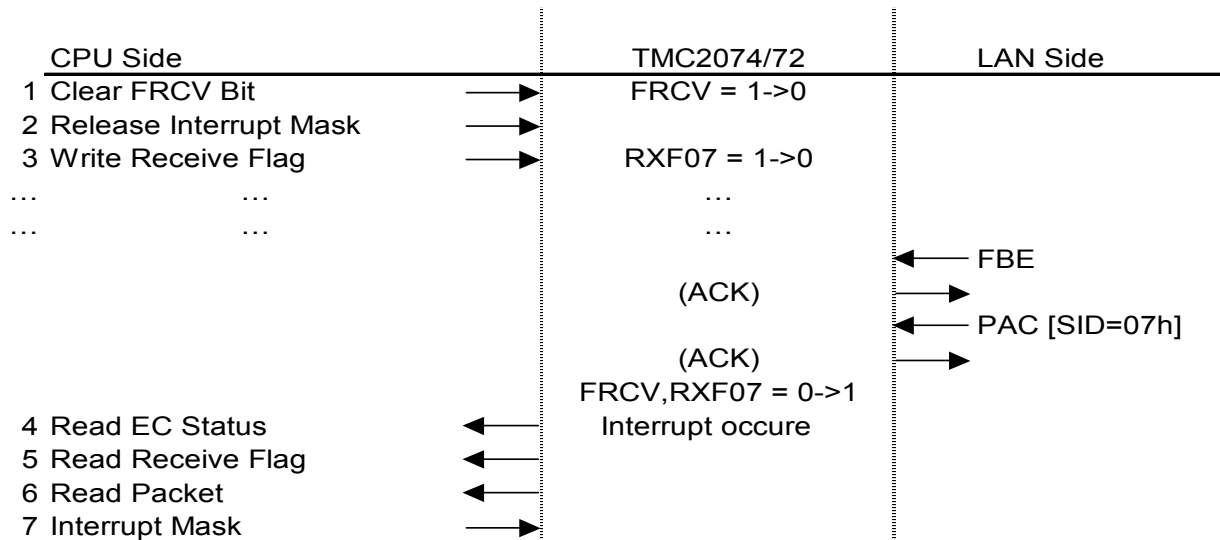 CPU Side TMC2074/72 LAN Side
1 Clear FRCV Bit FRCV = 1->0
2 Release Interrupt Mask
3 Write Receive Flag RXF07 = 1->0
... ... ...
... ... ...
FBE
(ACK)
PAC [SID=07h]
(ACK)
FRCV,RXF07 = 0->1
4 Read EC Status Interrupt occure
5 Read Receive Flag
6 Read Packet
7 Interrupt Mask